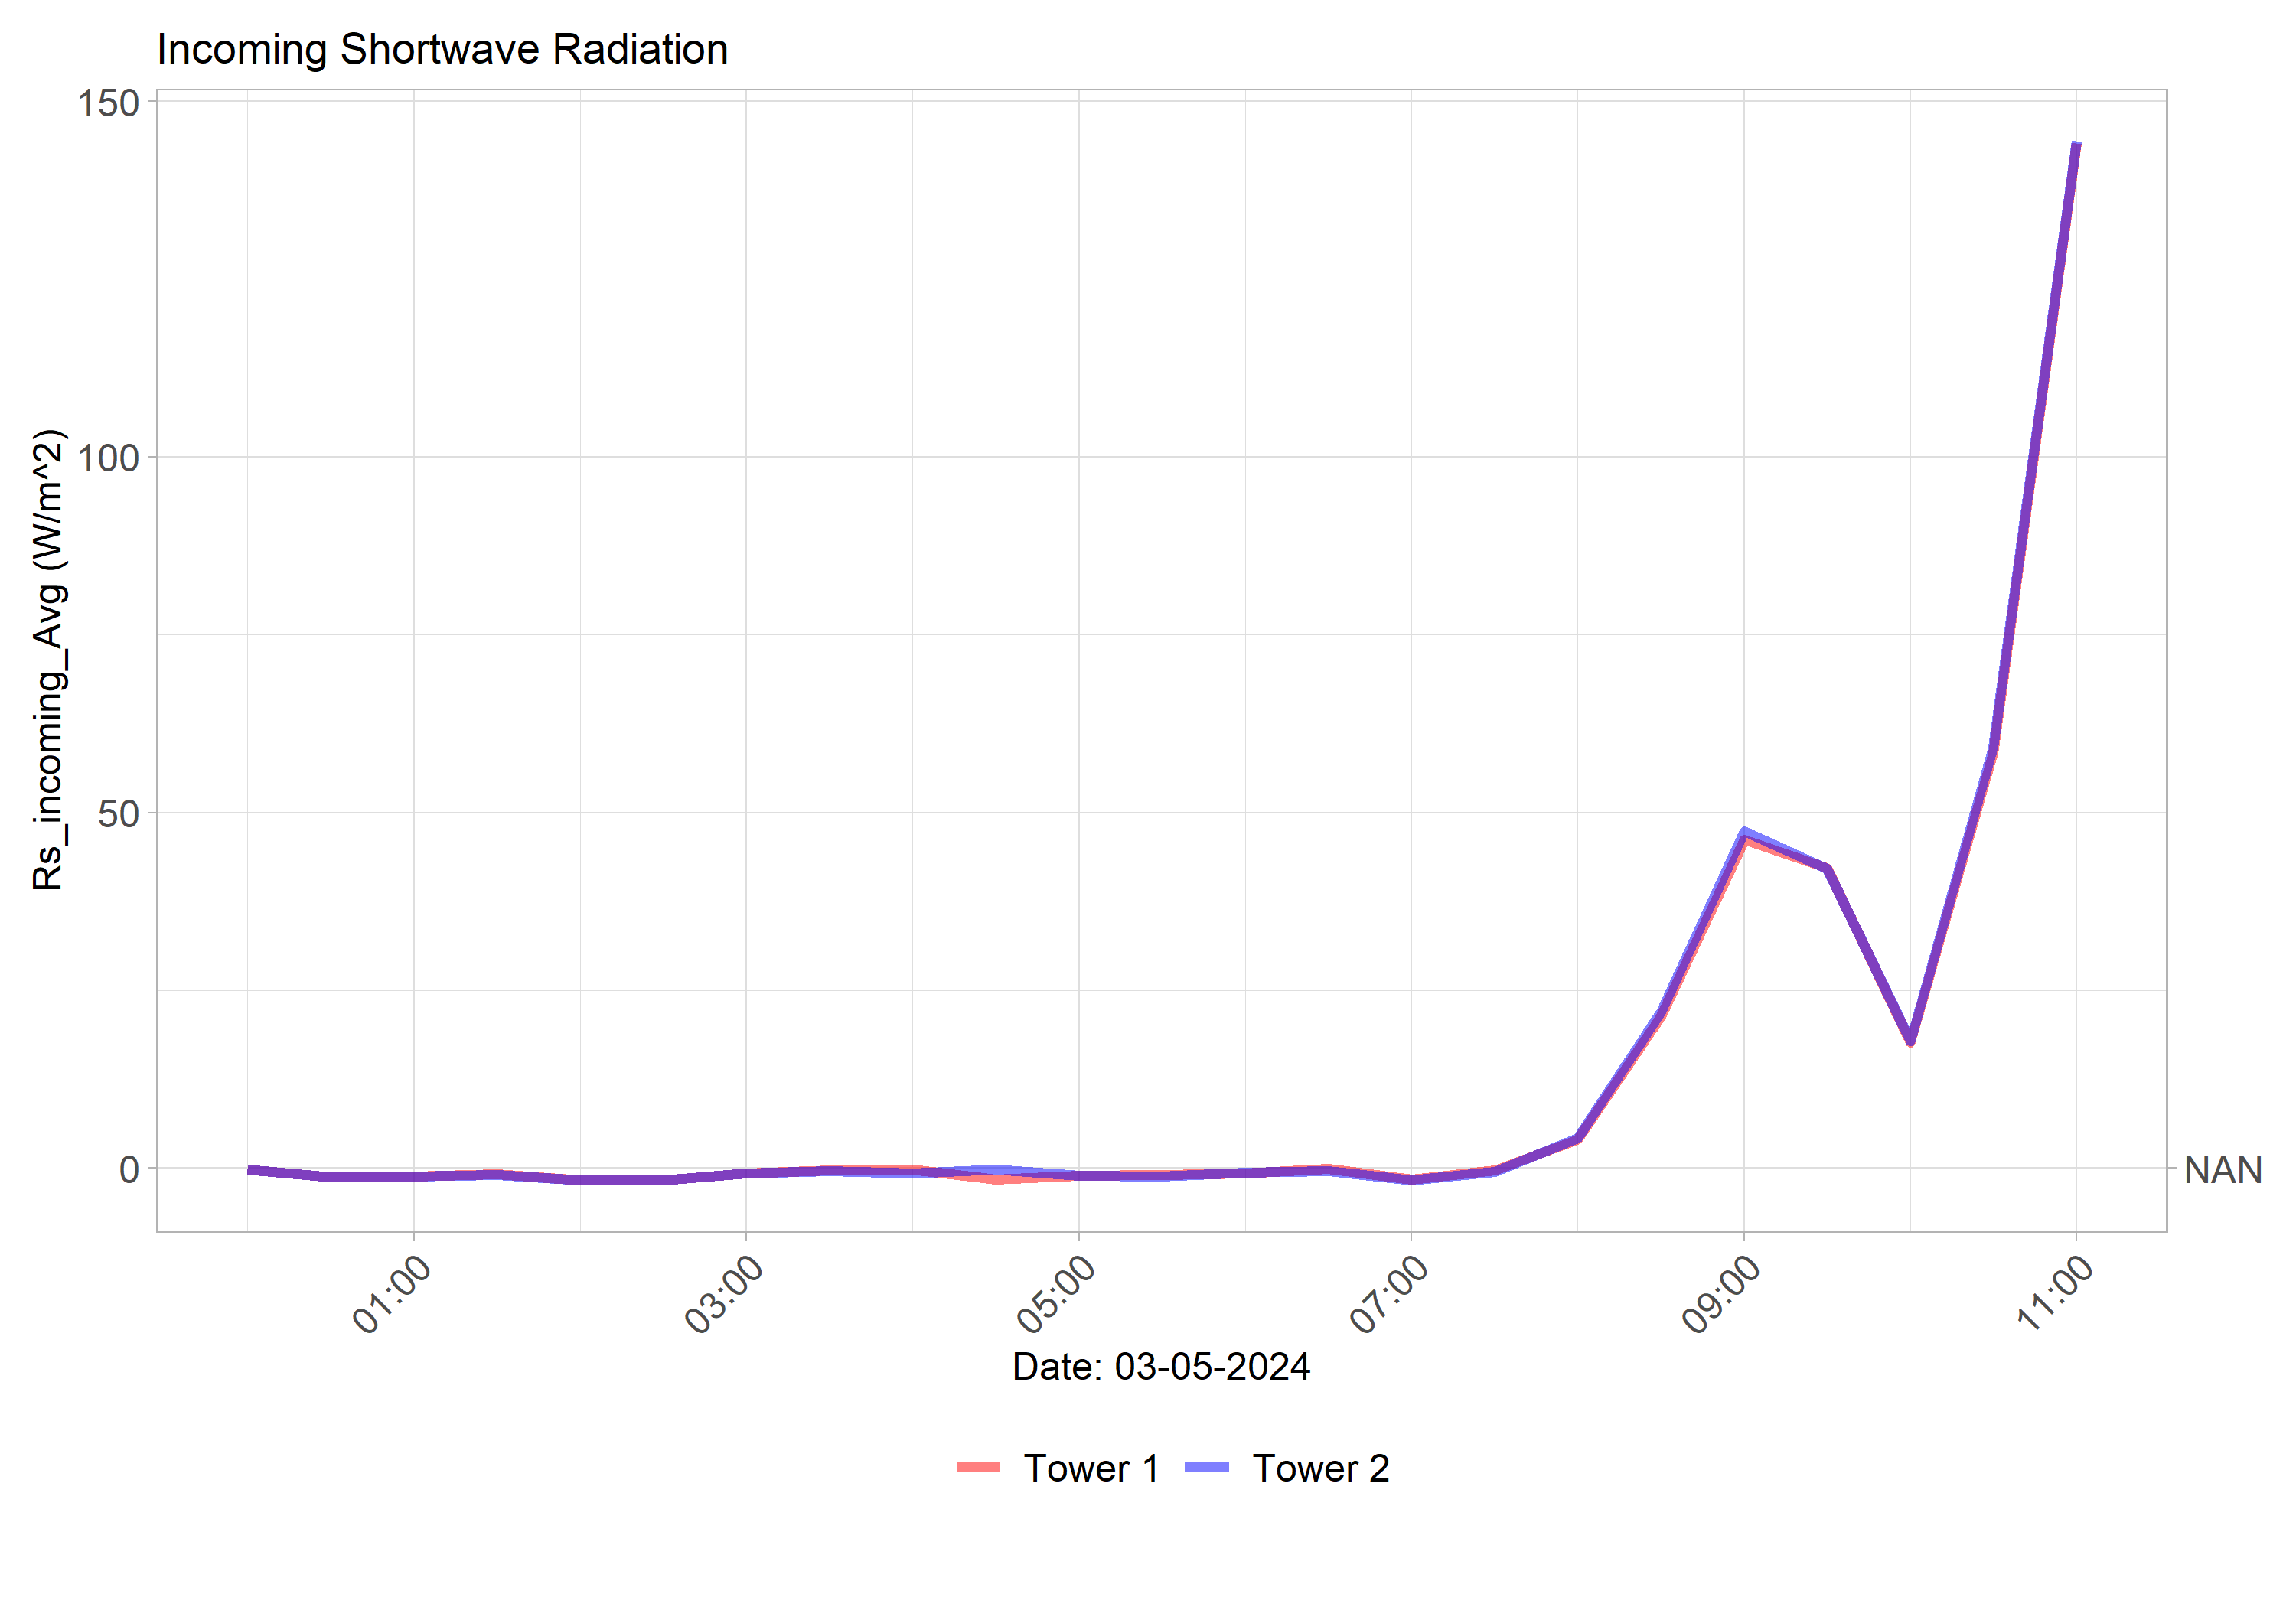 Incoming Shortwave Radiation
Rs_incoming_Avg (W/m^2)
150
100
50
0
NAN
01:00
03:00
05:00
07:00
09:00
11:00
Date: 03-05-2024
Tower 1
Tower 2